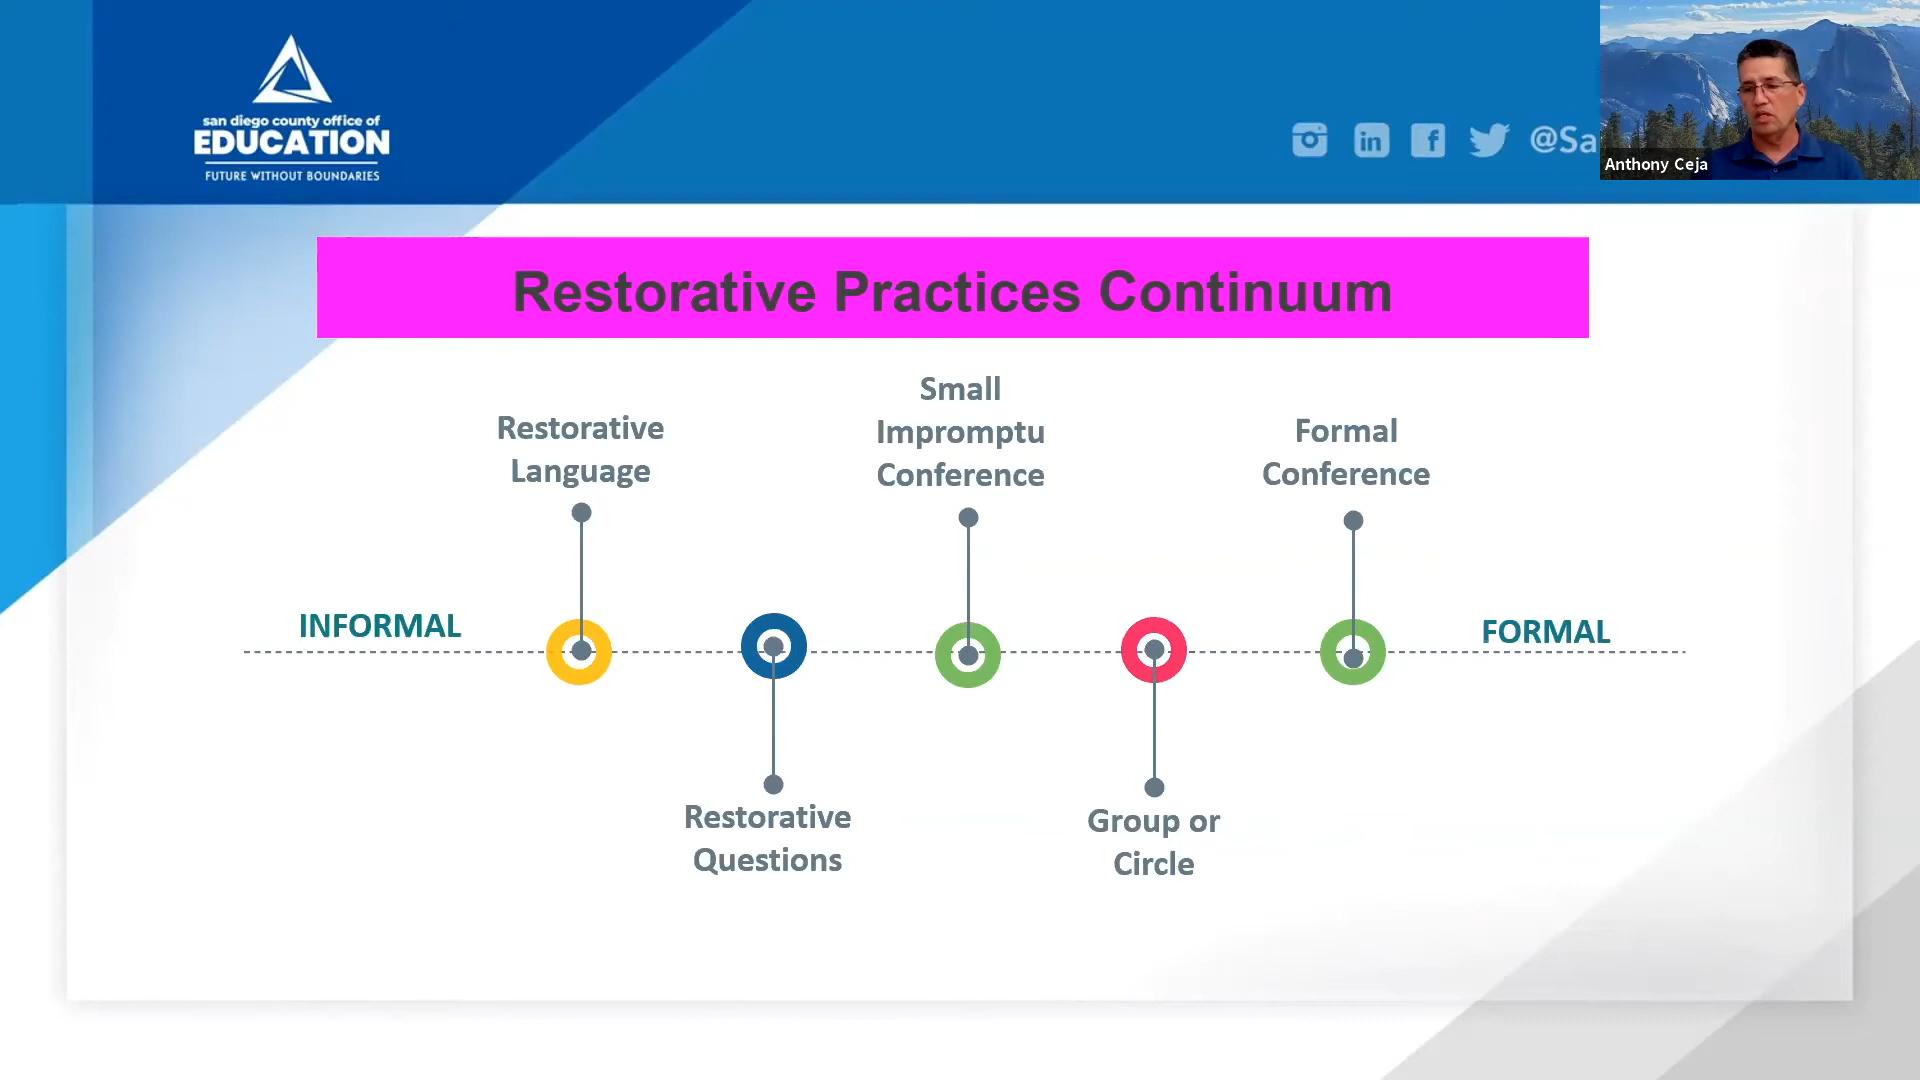 san diego county office of
EDUCATION
FUTURE WITHOUT BOUNDARIES
@Sa
Anthony Ceja
Restorative Practices Continuum
Restorative
Language
Small
Impromptu
Conference
Formal
Conference
INFORMAL
FORMAL
Restorative
Questions
Group or
Circle